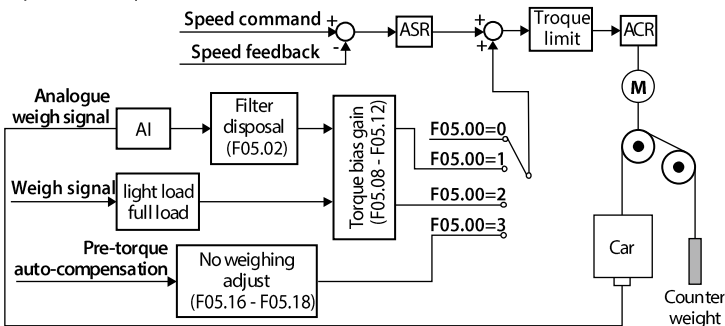 Speed command
+
-
Speed feedback
ASR
+
+
Troque
limit
ACR
M
Analogue
weigh signal
AI
Filter
disposal
(F05.02)
Torque bias gain
(F05.08 - F05.12)
F05.00=0
F05.00=1
F05.00=2
F05.00=3
Weigh signal
light load
full load
Pre-torque
auto-compensation
No weighing
adjust
(F05.16 - F05.18)
Car
Counter
weight